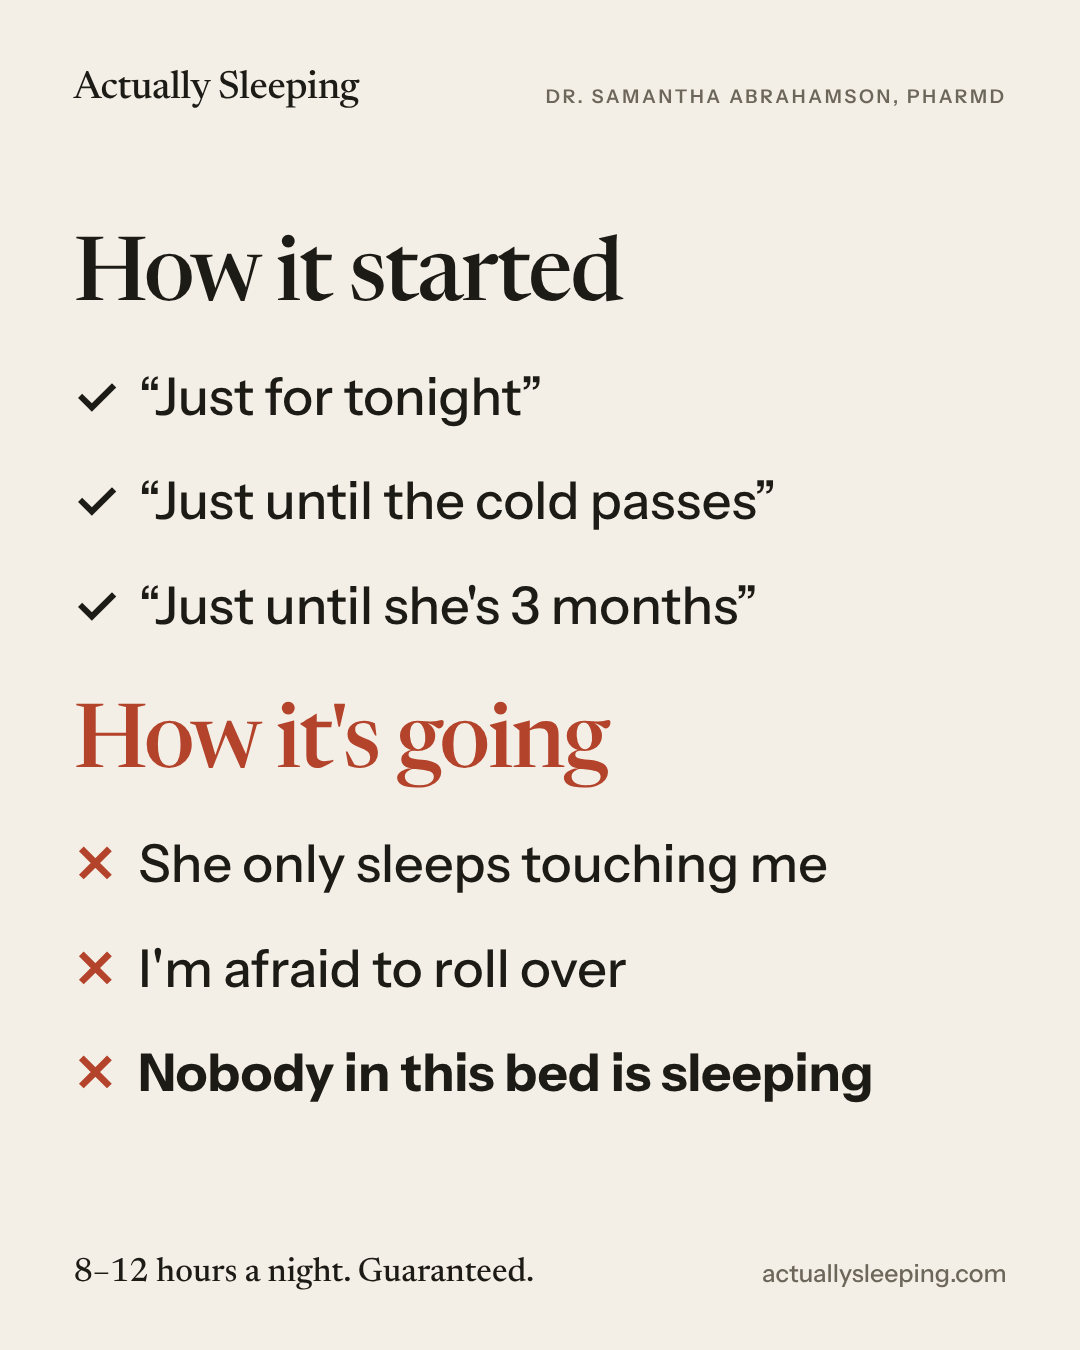 Actually Sleeping
DR. SAMANTHA ABRAHAMSON, PHARMD
How it started
✓ “Just for tonight”
✓ “Just until the cold passes”
✓ “Just until she's 3 months”
How it's going
✕ She only sleeps touching me
✕ I'm afraid to roll over
✕ Nobody in this bed is sleeping
8–12 hours a night. Guaranteed.
actuallysleeping.com